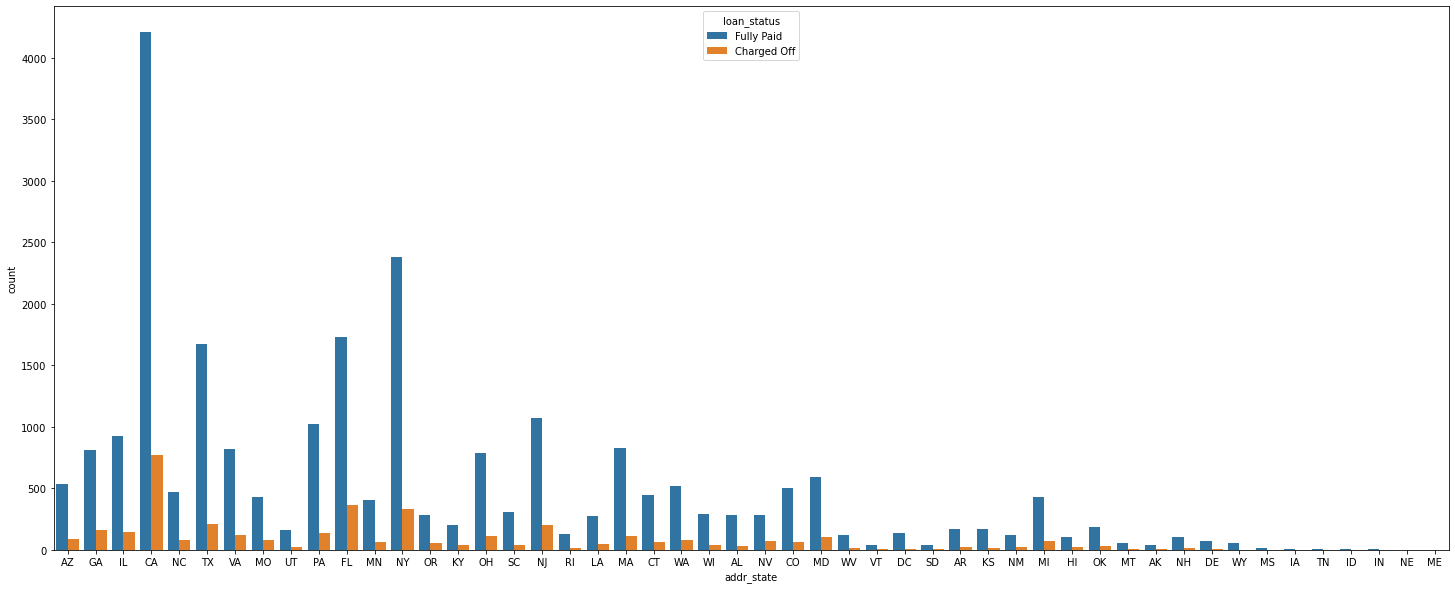 loan_status
Fully Paid
Charged Off
4000
3500
3000
2500
2000
1500
1000
500
0
count
AZ GA IL CA NC TX VA MO UT PA FL MN NY OR KY OH SC NJ RI LA MA CT WA WI AL NV CO MD WV VT DC SD AR KS NM MI HI OK MT AK NH DE WY MS IA TN ID IN NE ME
addr_state